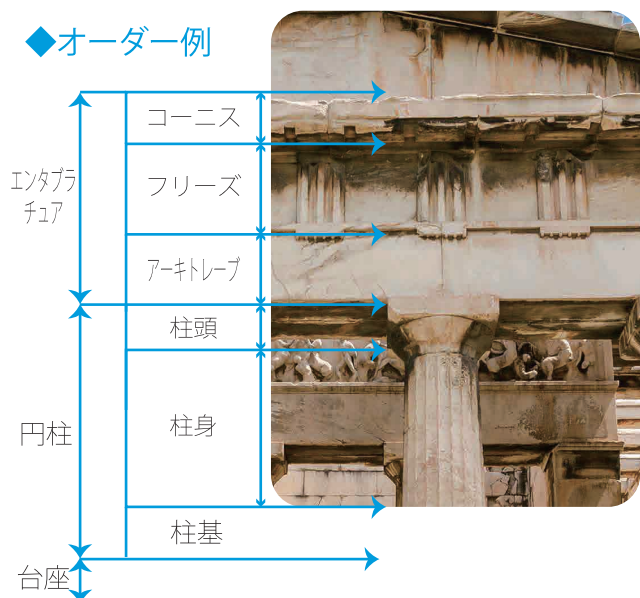 ◆オーダー例
コーニス
エンタブラ
チュア
フリーズ
アーキトレーブ
柱頭
円柱
柱身
柱基
台座